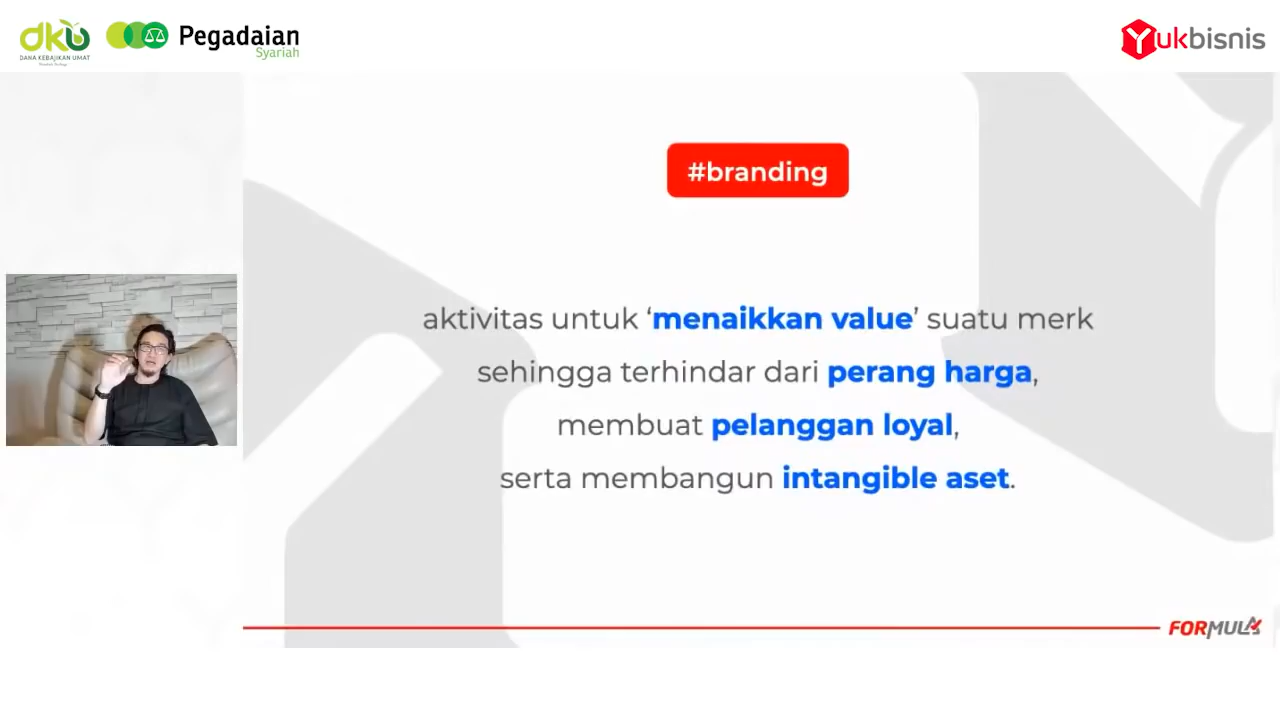 dku
DANA KEBAJIKAN UMAT
Pegadaian
Syariah
Yukbisnis
#branding
aktivitas untuk ‘menaikkan value’ suatu merk
sehingga terhindar dari perang harga,
membuat pelanggan loyal,
serta membangun intangible aset.
FORMULA